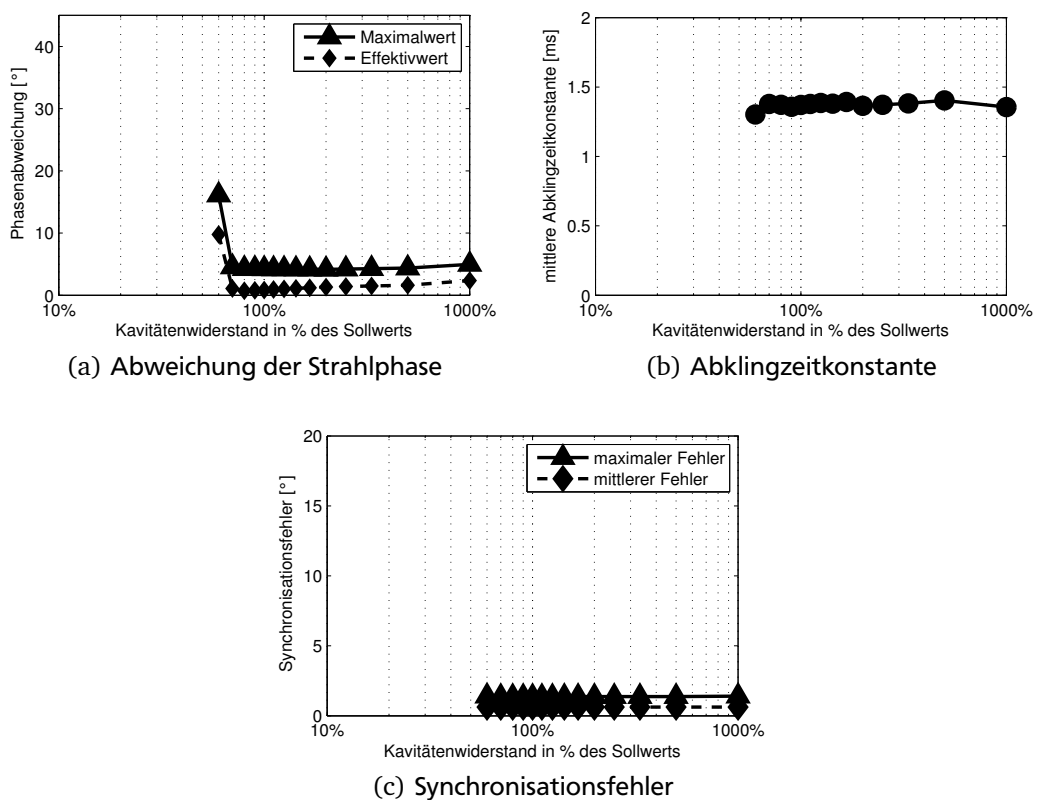 Maximalwert
Effektivwert
Phasenabweichung [°]
40
30
20
10
0
10%
100%
1000%
Kavitätenwiderstand in % des Sollwerts
(a) Abweichung der Strahlphase
mittlere Abklingzeitkonstante [ms]
2
1.5
1
0.5
0
10%
100%
1000%
Kavitätenwiderstand in % des Sollwerts
(b) Abklingzeitkonstante
maximaler Fehler
mittlerer Fehler
Synchronisationsfehler [°]
20
15
10
5
0
10%
100%
1000%
Kavitätenwiderstand in % des Sollwerts
(c) Synchronisationsfehler